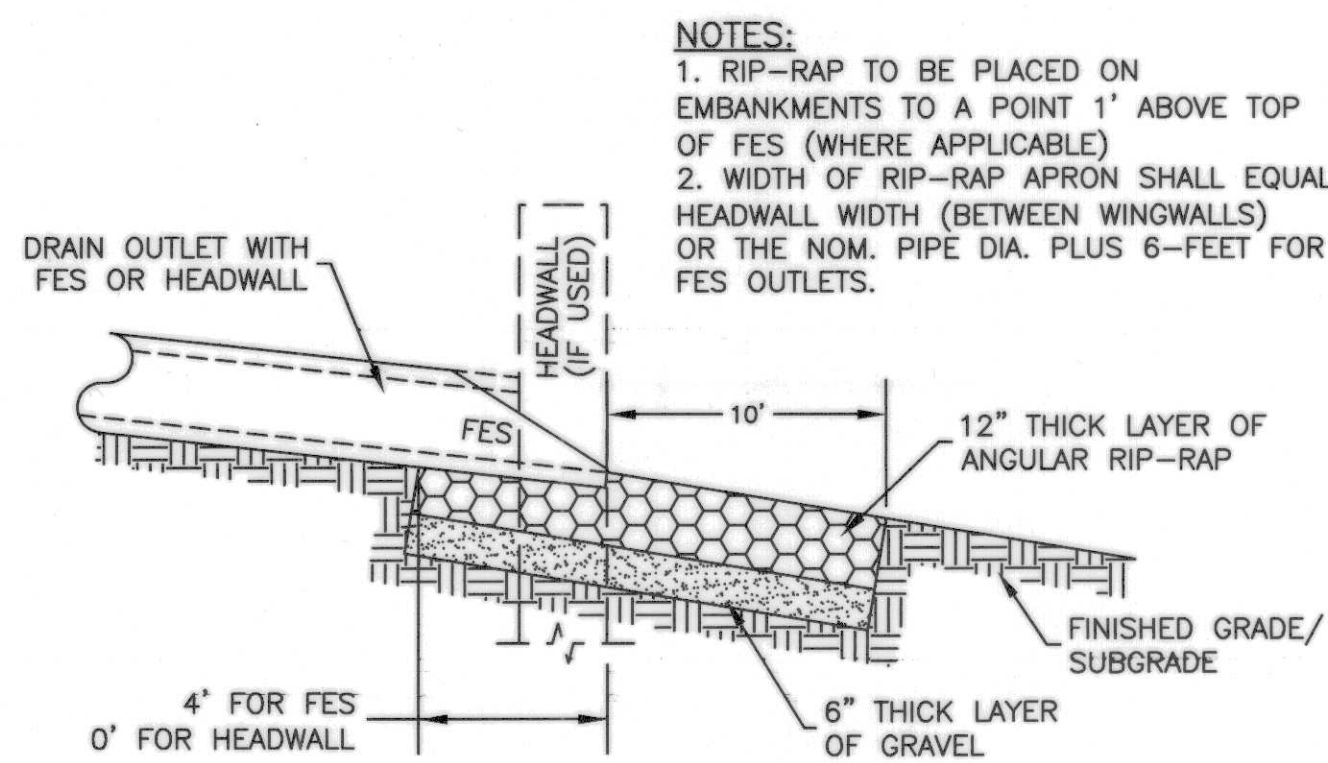 NOTES:
1. RIP-RAP TO BE PLACED ON
EMBANKMENTS TO A POINT 1' ABOVE TOP
OF FES (WHERE APPLICABLE)
2. WIDTH OF RIP-RAP APRON SHALL EQUAL
HEADWALL WIDTH (BETWEEN WINGWALLS)
OR THE NOM. PIPE DIA. PLUS 6-FEET FOR
FES OUTLETS.
DRAIN OUTLET WITH
FES OR HEADWALL
HEADWALL
(IF USED)
FES
10'
12" THICK LAYER OF
ANGULAR RIP-RAP
FINISHED GRADE/
SUBGRADE
4' FOR FES
0' FOR HEADWALL
6" THICK LAYER
OF GRAVEL